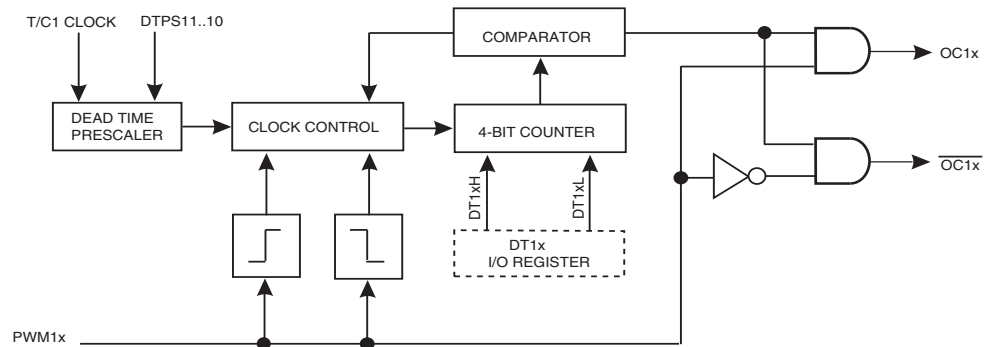 T/C1 CLOCK
DTPS11..10
COMPARATOR
OC1x
DEAD TIME
PRESCALER
CLOCK CONTROL
4-BIT COUNTER
OC1x
DT1xH
DT1xL
DT1x
I/O REGISTER
PWM1x